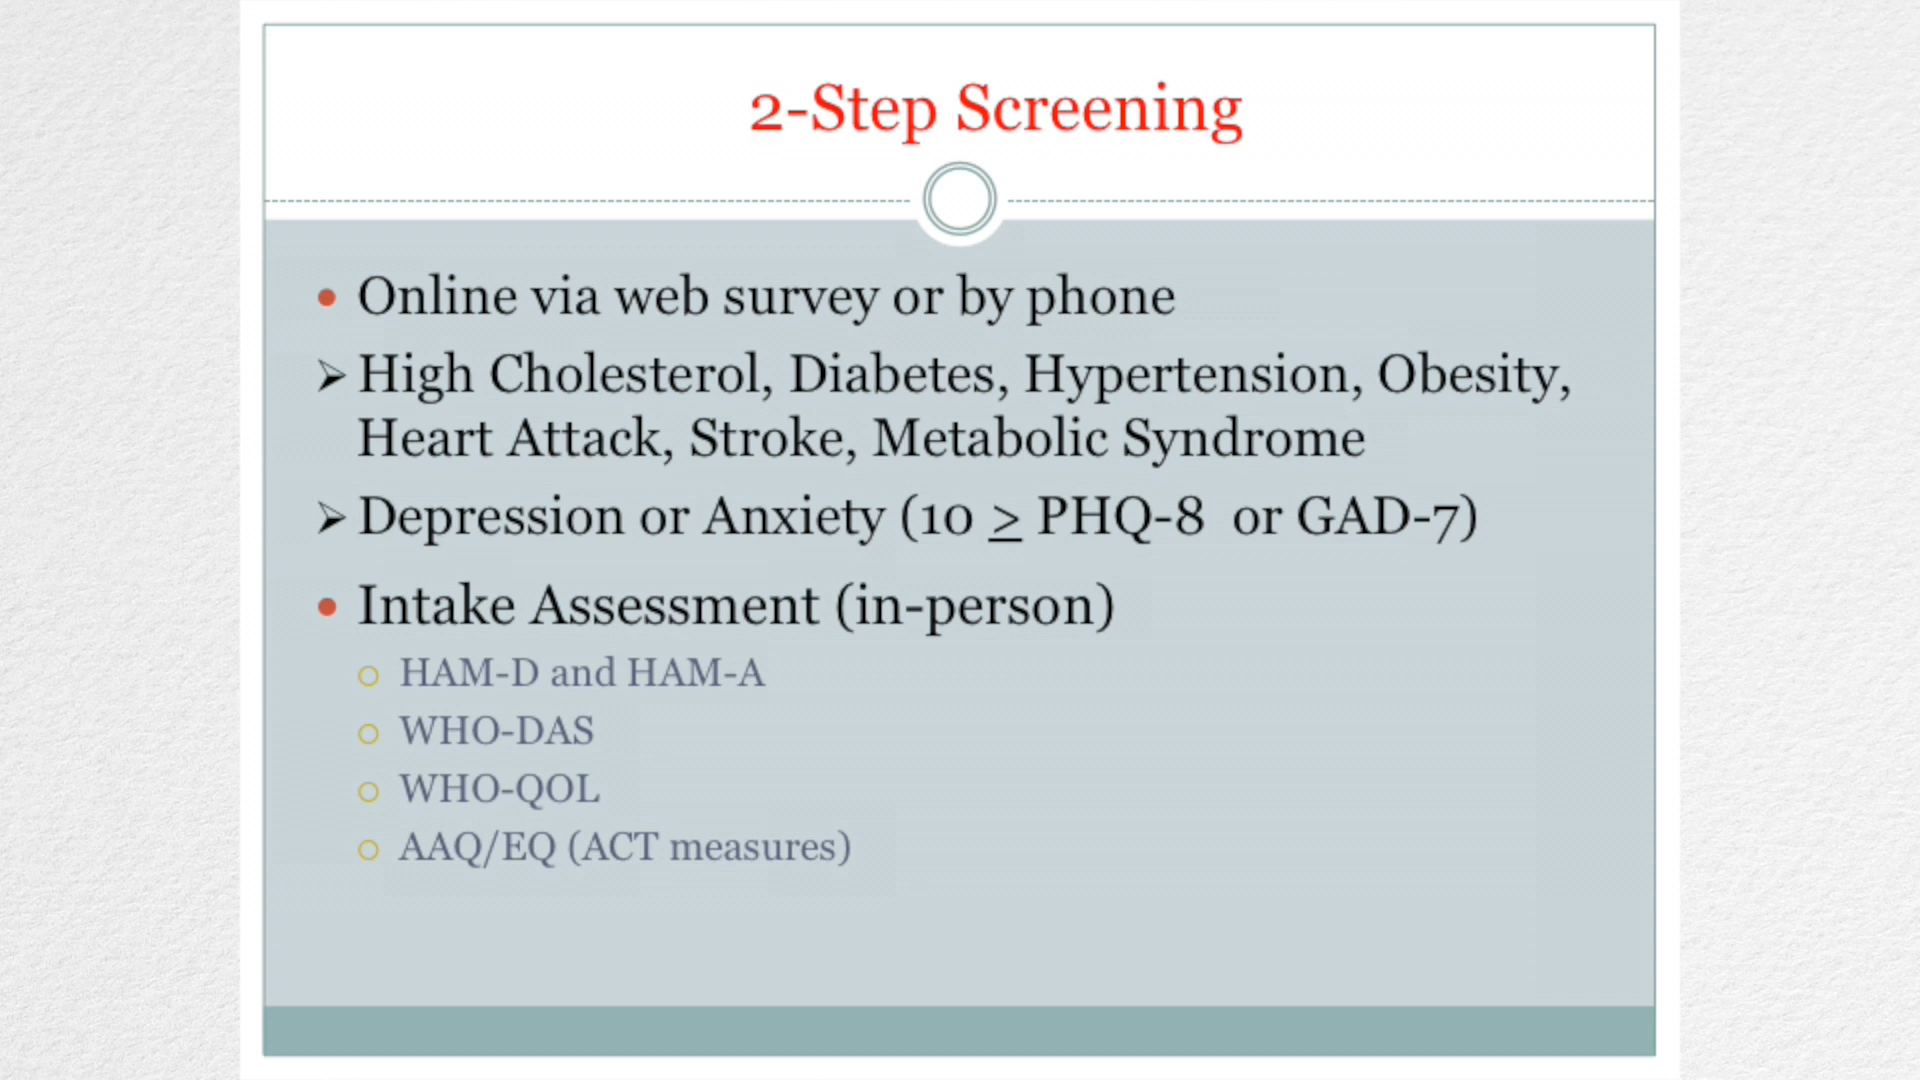 2-Step Screening
• Online via web survey or by phone
➢ High Cholesterol, Diabetes, Hypertension, Obesity,
Heart Attack, Stroke, Metabolic Syndrome
➢ Depression or Anxiety (10 ≥ PHQ-8 or GAD-7)
• Intake Assessment (in-person)
○ HAM-D and HAM-A
○ WHO-DAS
○ WHO-QOL
○ AAQ/EQ (ACT measures)